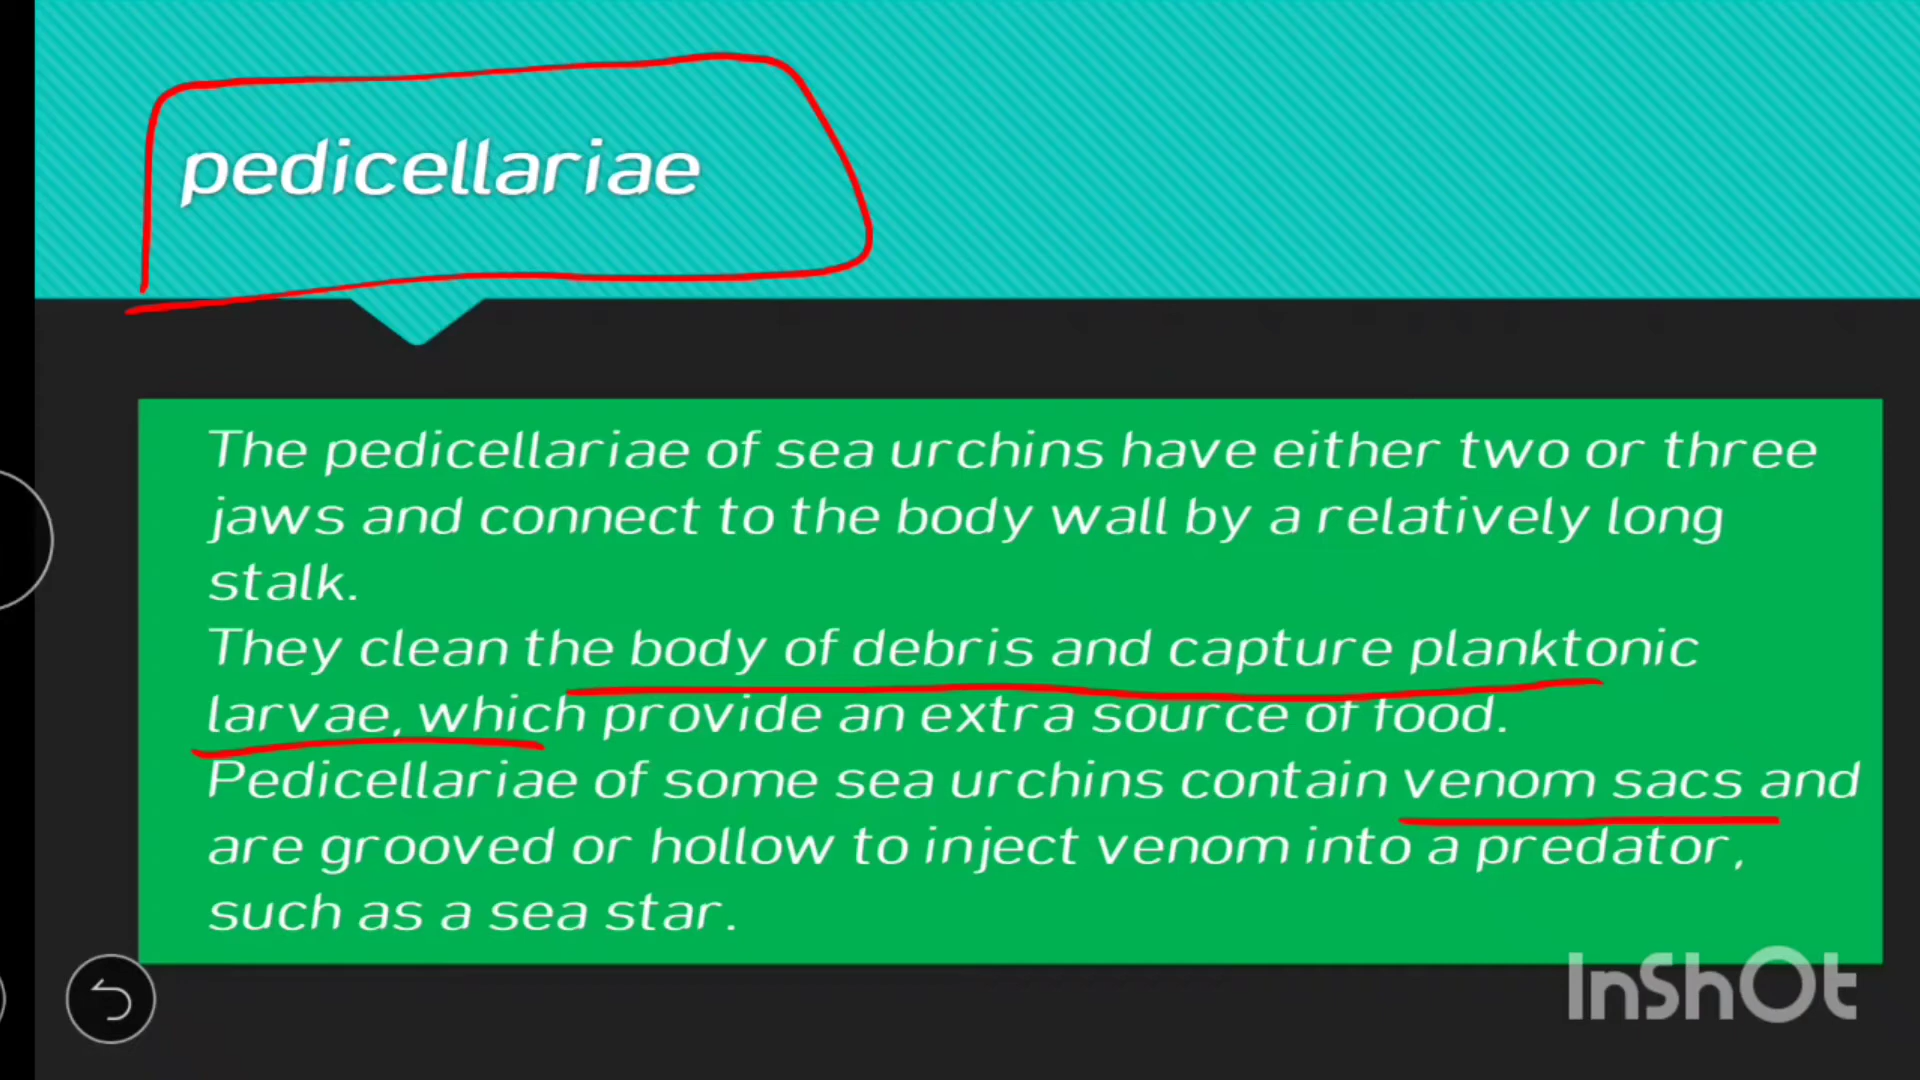 pedicellariae
The pedicellariae of sea urchins have either two or three
jaws and connect to the body wall by a relatively long
stalk.
They clean the body of debris and capture planktonic
larvae, which provide an extra source of food.
Pedicellariae of some sea urchins contain venom sacs and
are grooved or hollow to inject venom into a predator,
such as a sea star.
InShOt